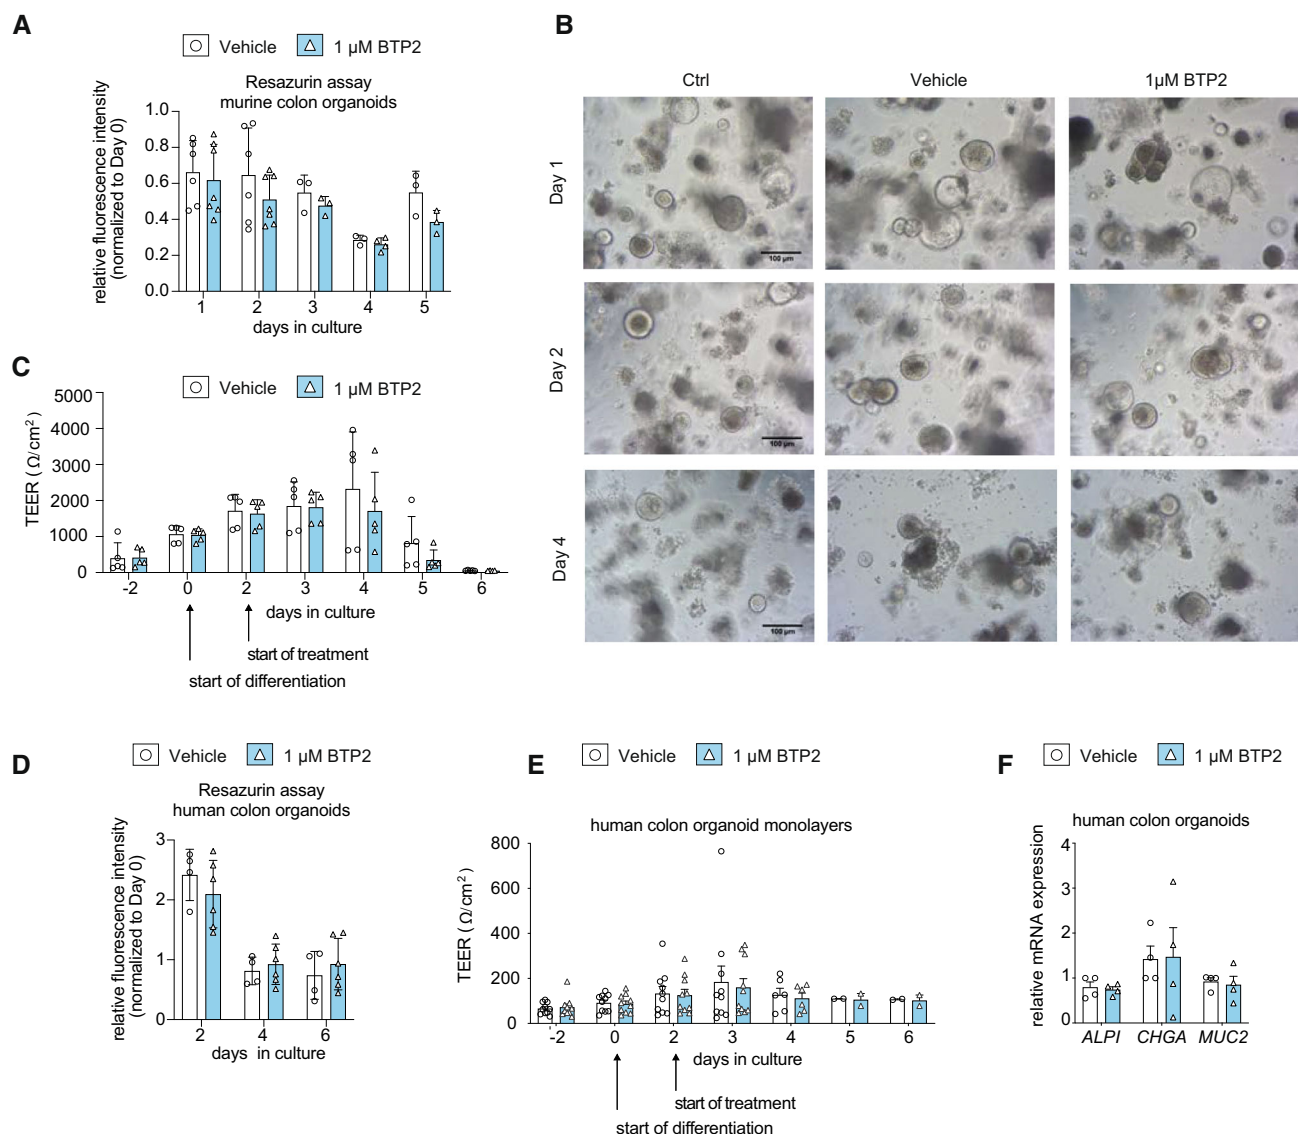 A
Vehicle
1 µM BTP2
Resazurin assay
murine colon organoids
relative fluorescence intensity
(normalized to Day 0)
1.0
0.8
0.6
0.4
0.2
0.0
1 2 3 4 5
days in culture
B
Ctrl
Vehicle
1µM BTP2
Day 1
100 µm
Day 2
100 µm
Day 4
100 µm
C
Vehicle
1 µM BTP2
TEER ( Ω/cm²)
5000
4000
3000
2000
1000
0
-2 0 2 3 4 5 6
days in culture
start of treatment
start of differentiation
D
Vehicle
1 µM BTP2
Resazurin assay
human colon organoids
relative fluorescence intensity
(normalized to Day 0)
3
2
1
0
2 4 6
days in culture
E
Vehicle
1 µM BTP2
human colon organoid monolayers
TEER ( Ω/cm²)
800
600
400
200
0
-2 0 2 3 4 5 6
days in culture
start of treatment
start of differentiation
F
Vehicle
1 µM BTP2
human colon organoids
relative mRNA expression
4
3
2
1
0
ALPI CHGA MUC2